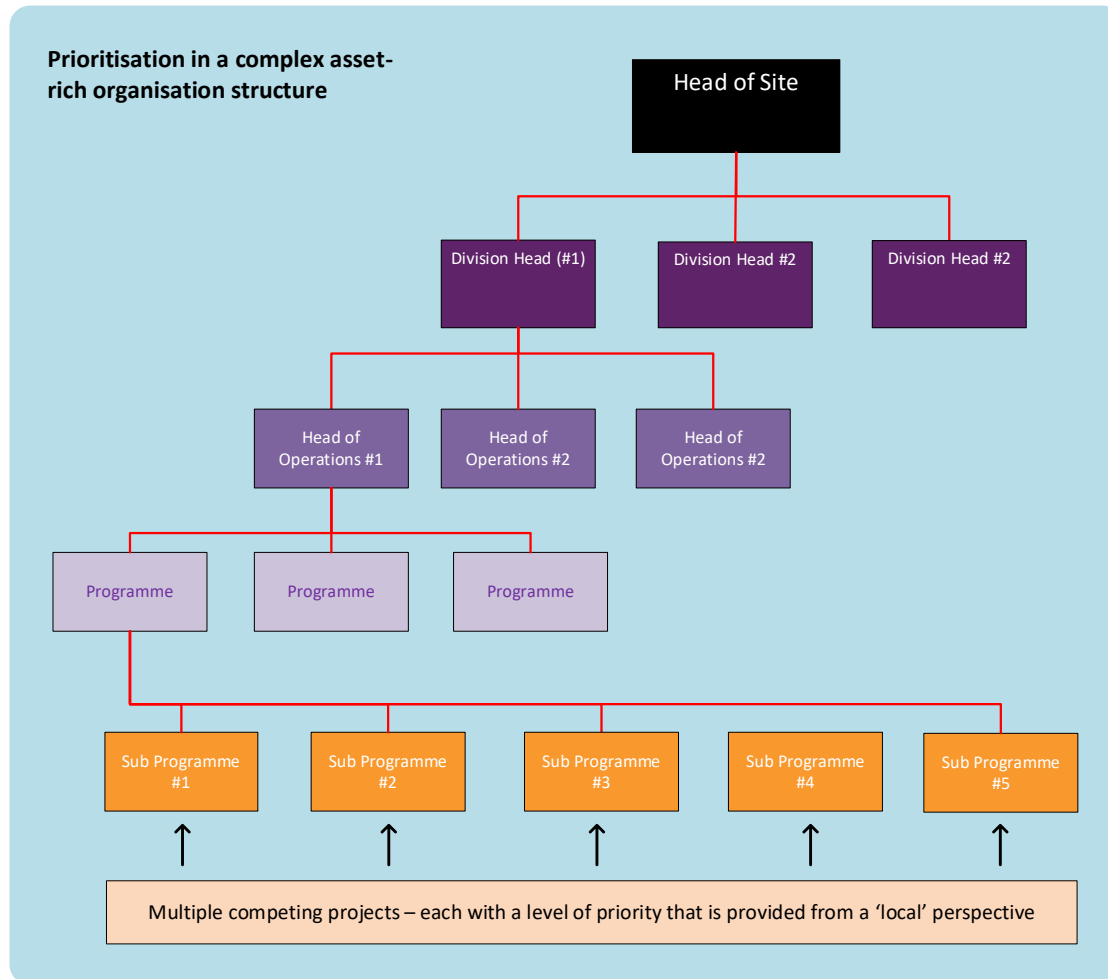 Prioritisation in a complex asset-
rich organisation structure
Head of Site
Division Head (#1)
Division Head #2
Division Head #2
Head of
Operations #1
Head of
Operations #2
Head of
Operations #2
Programme
Programme
Programme
Sub Programme
#1
Sub Programme
#2
Sub Programme
#3
Sub Programme
#4
Sub Programme
#5
Multiple competing projects – each with a level of priority that is provided from a ‘local’ perspective